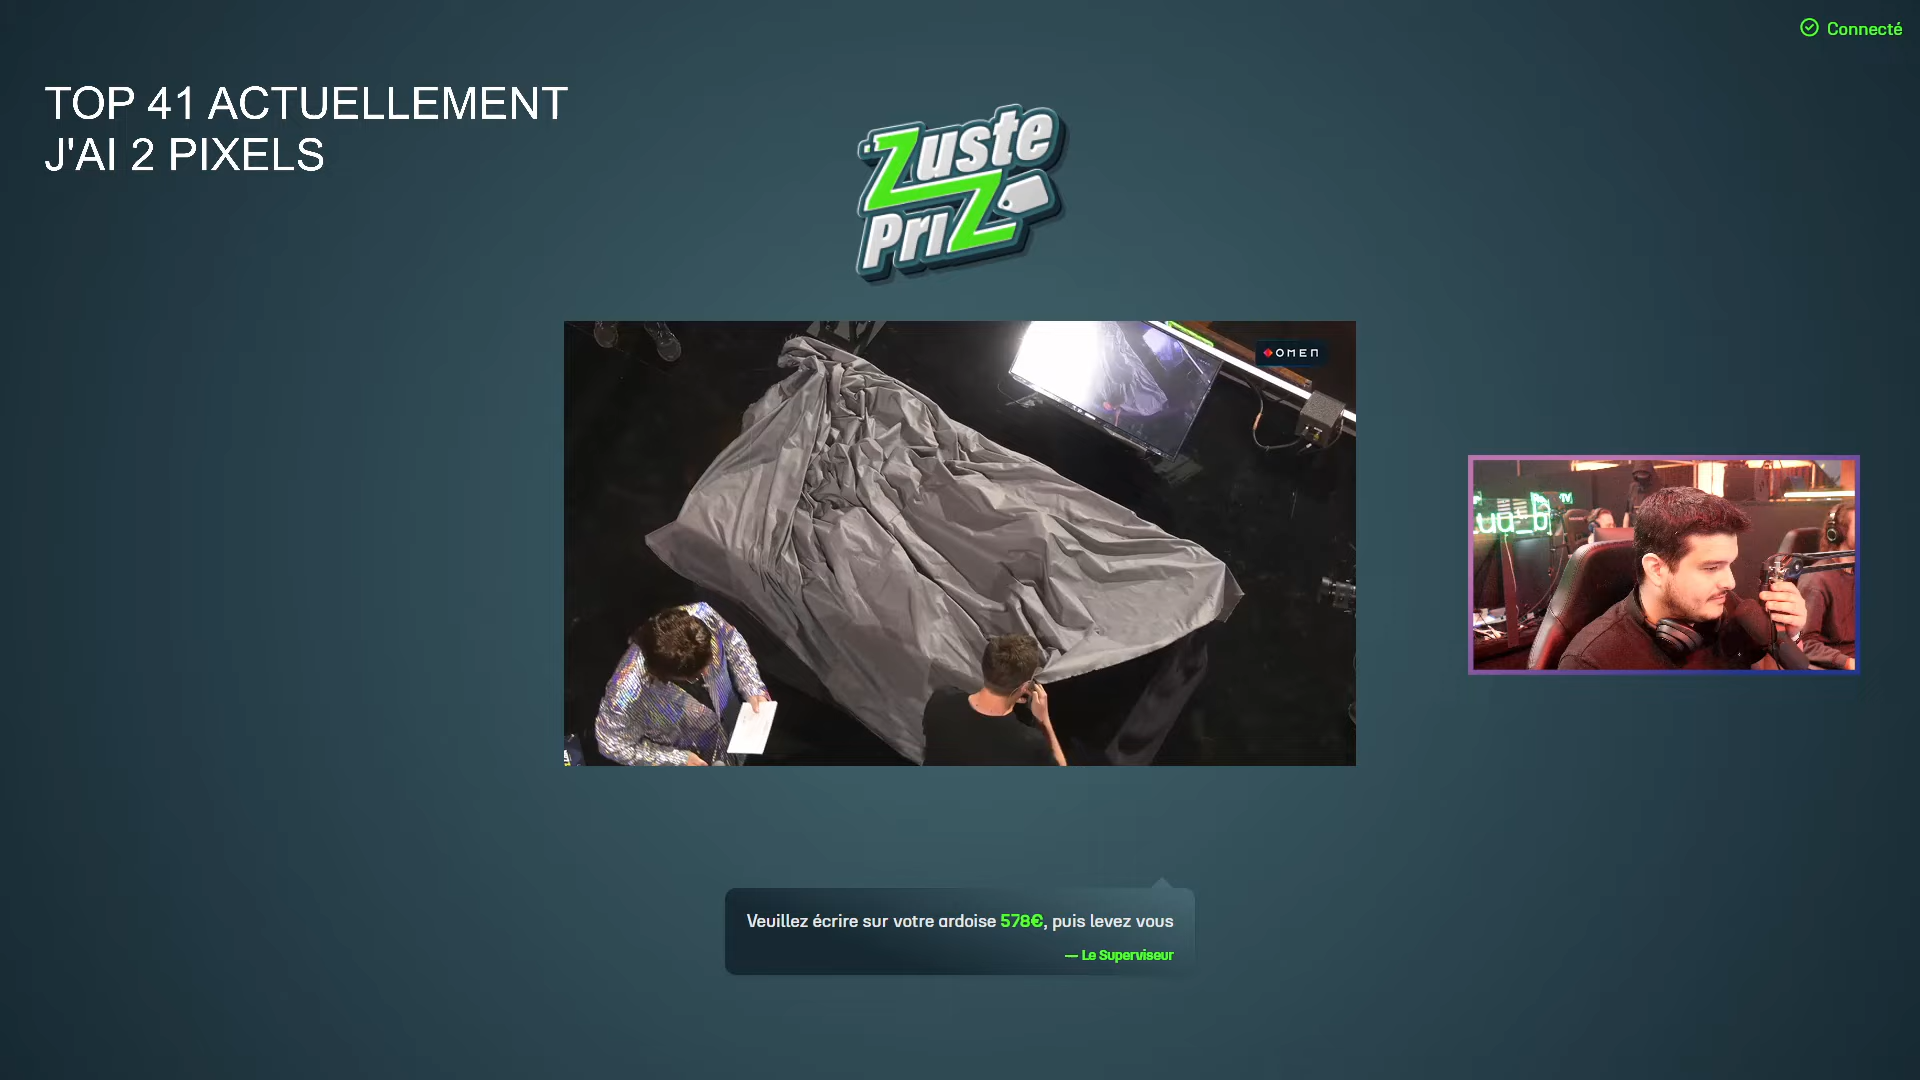 Connecté
TOP 41 ACTUELLEMENT
J'AI 2 PIXELS
Zuste
PriZ
OMEN
uu_b
Veuillez écrire sur votre ardoise 578€, puis levez vous
— Le Superviseur